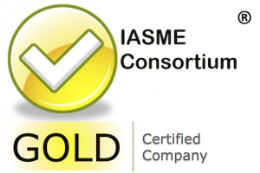 ®
IASME
Consortium
GOLD
Certified
Company